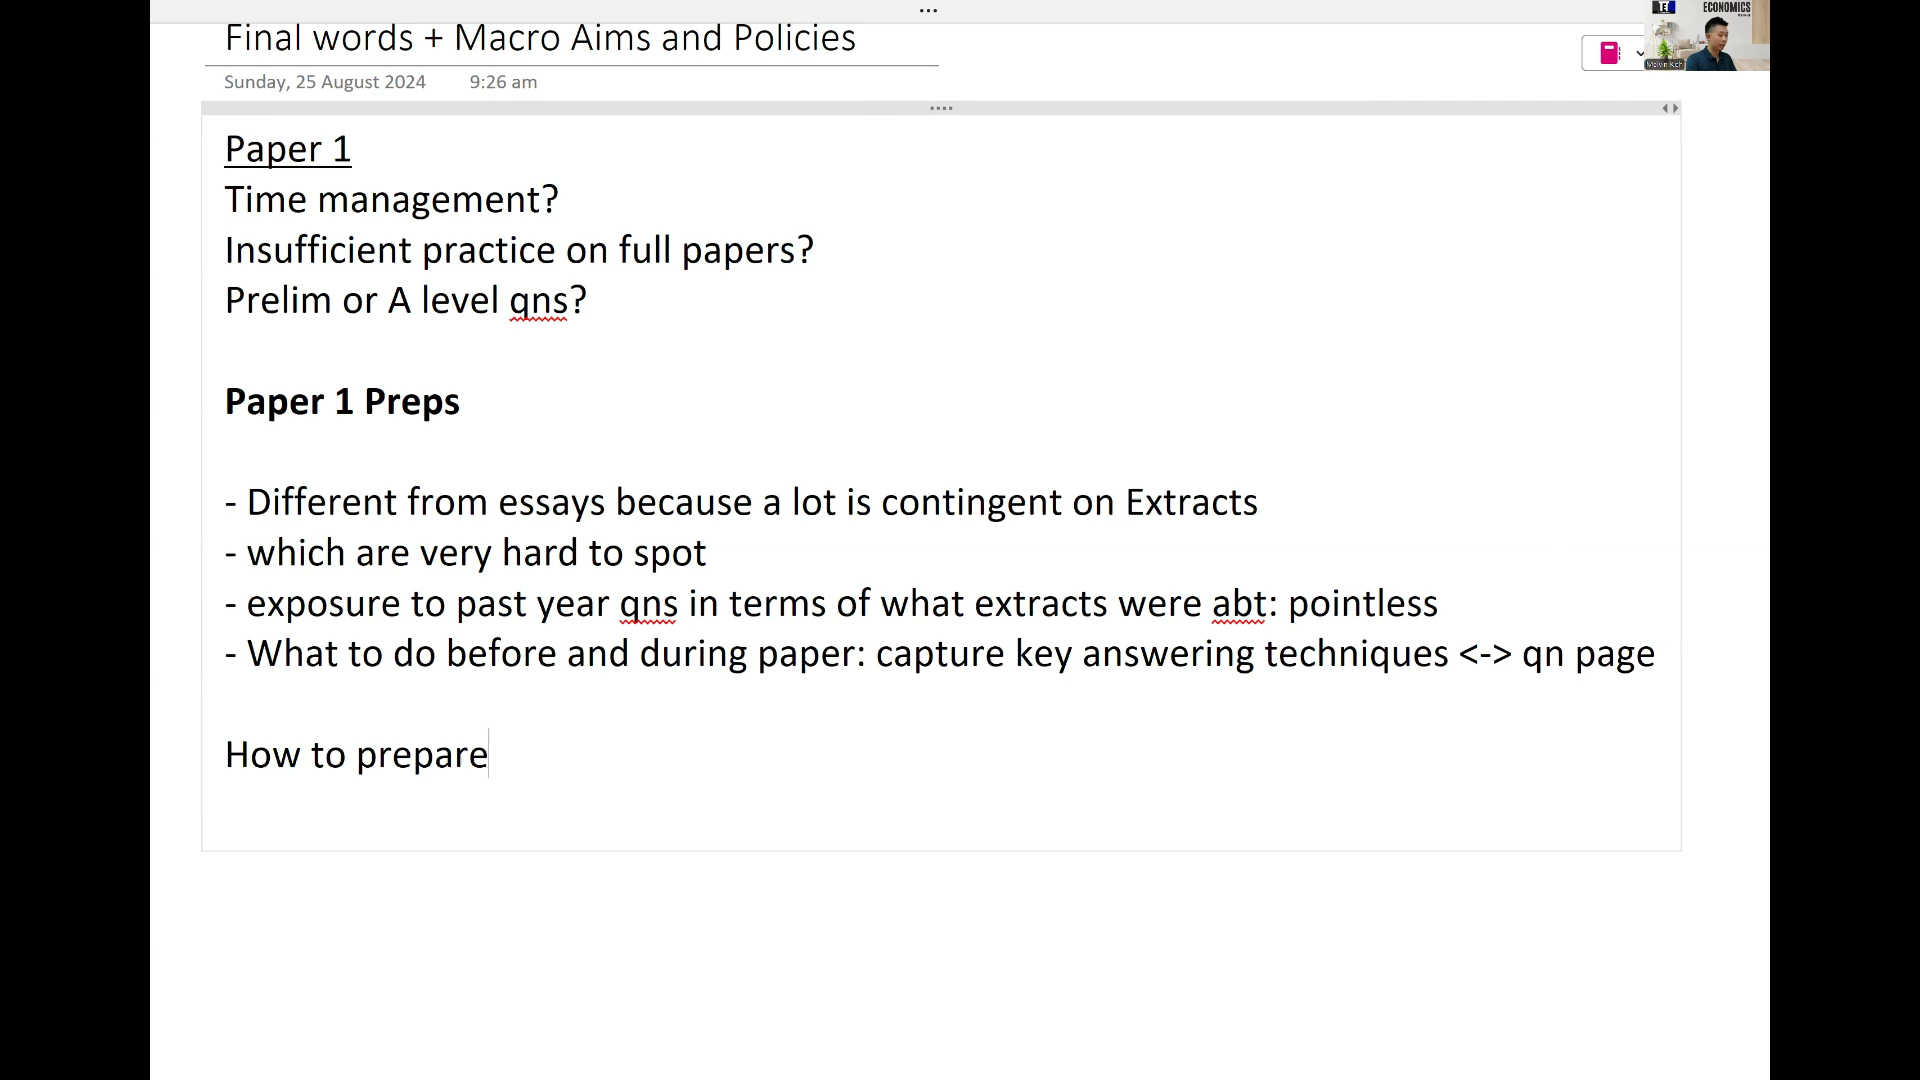 Final words + Macro Aims and Policies
ECONOMICS
Sunday, 25 August 2024 9:26 am
Paper 1
Time management?
Insufficient practice on full papers?
Prelim or A level qns?
Paper 1 Preps
- Different from essays because a lot is contingent on Extracts
- which are very hard to spot
- exposure to past year qns in terms of what extracts were abt: pointless
- What to do before and during paper: capture key answering techniques <-> qn page
How to prepare